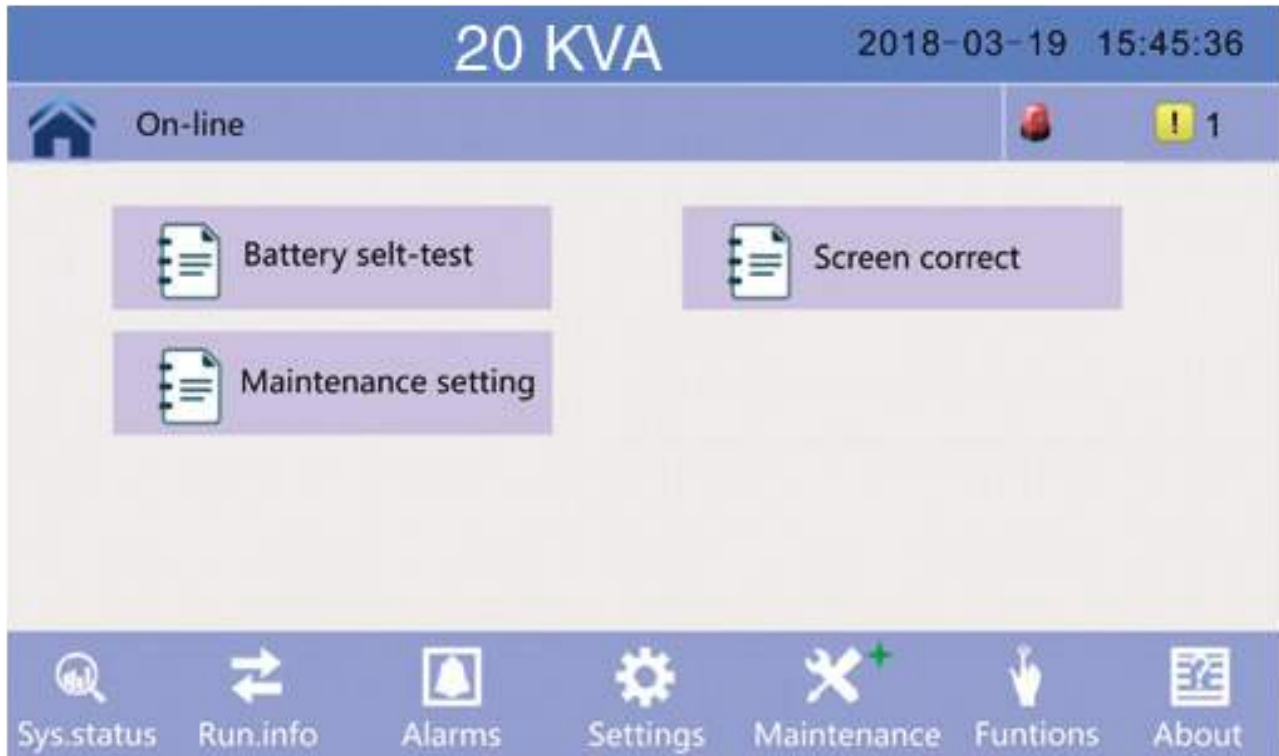 20 KVA 2018-03-19 15:45:36
On-line ! 1
Battery selt-test Screen correct
Maintenance setting
Sys.status Run.info Alarms Settings Maintenance Funtions About